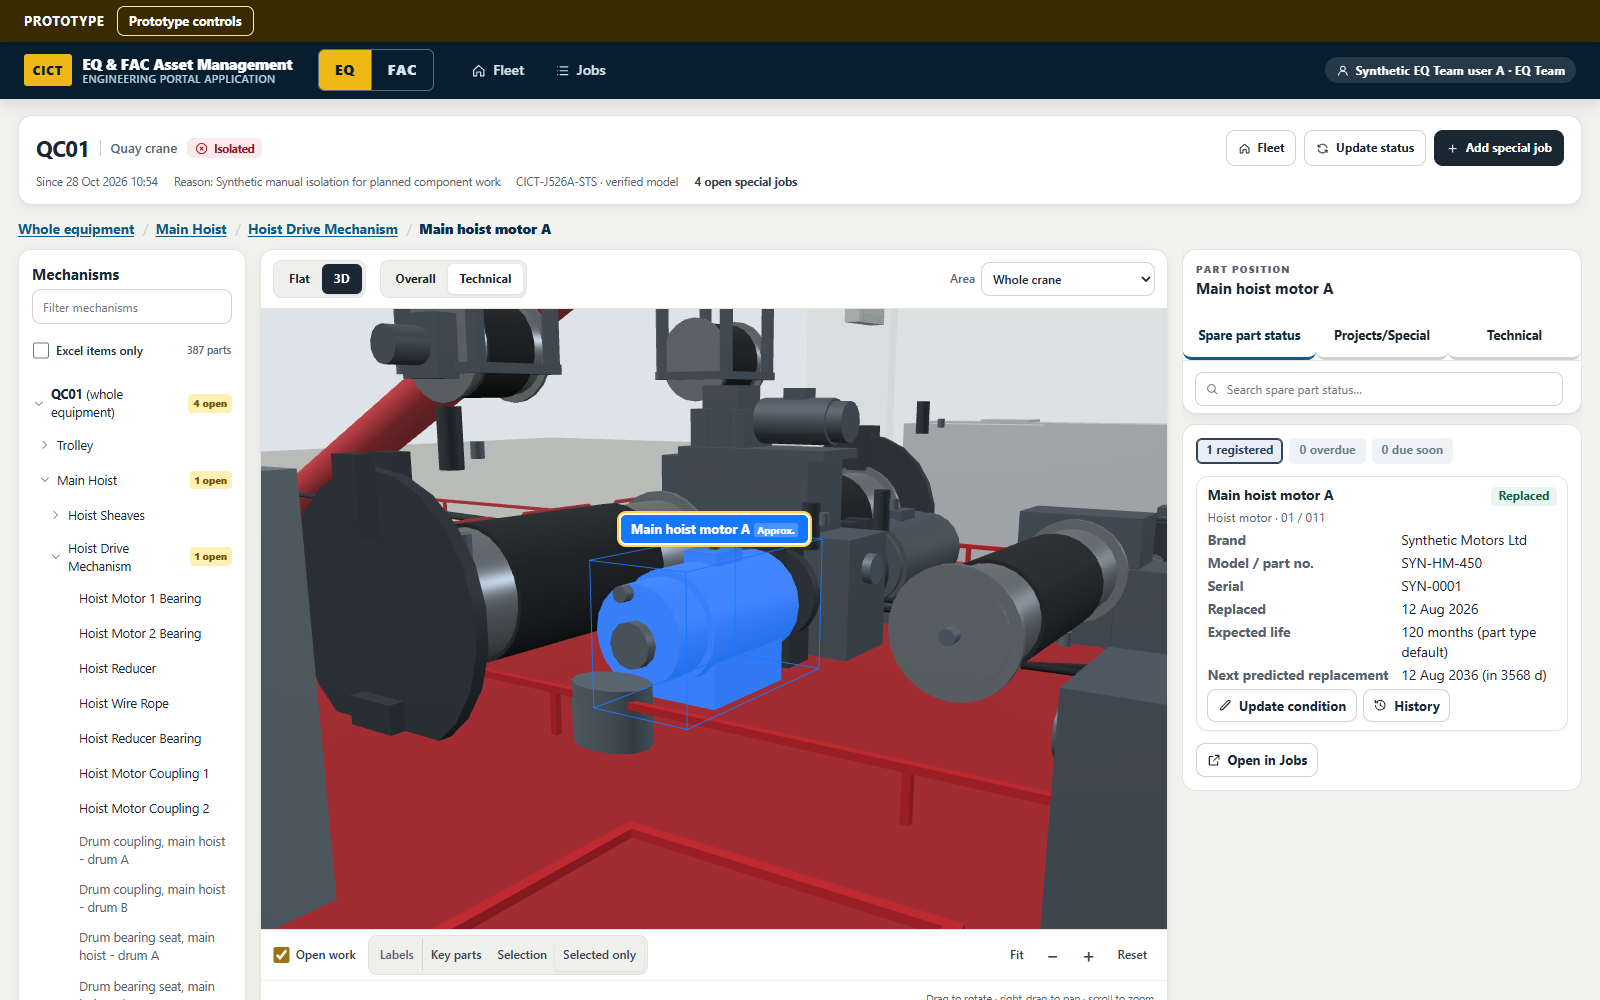 PROTOTYPE
Prototype controls
CICT
EQ & FAC Asset Management
ENGINEERING PORTAL APPLICATION
EQ
FAC
Fleet
Jobs
Synthetic EQ Team user A · EQ Team
QC01
Quay crane
Isolated
Fleet
Update status
+ Add special job
Since 28 Oct 2026 10:54
Reason: Synthetic manual isolation for planned component work
CICT-J526A-STS · verified model
4 open special jobs
Whole equipment / Main Hoist / Hoist Drive Mechanism / Main hoist motor A
Mechanisms
Filter mechanisms
Excel items only
387 parts
QC01 (whole
equipment)
4 open
Trolley
Main Hoist
1 open
Hoist Sheaves
Hoist Drive
Mechanism
1 open
Hoist Motor 1 Bearing
Hoist Motor 2 Bearing
Hoist Reducer
Hoist Wire Rope
Hoist Reducer Bearing
Hoist Motor Coupling 1
Hoist Motor Coupling 2
Drum coupling, main hoist
- drum A
Drum coupling, main hoist
- drum B
Drum bearing seat, main
hoist - drum A
Drum bearing seat, main
Flat
3D
Overall
Technical
Area
Whole crane
Main hoist motor A Approx.
Open work
Labels
Key parts
Selection
Selected only
Fit
−
+
Reset
Drag to rotate · right-drag to pan · scroll to zoom
PART POSITION
Main hoist motor A
Spare part status
Projects/Special
Technical
Search spare part status...
1 registered
0 overdue
0 due soon
Main hoist motor A
Replaced
Hoist motor · 01 / 011
Brand Synthetic Motors Ltd
Model / part no. SYN-HM-450
Serial SYN-0001
Replaced 12 Aug 2026
Expected life 120 months (part type
default)
Next predicted replacement 12 Aug 2036 (in 3568 d)
Update condition
History
Open in Jobs